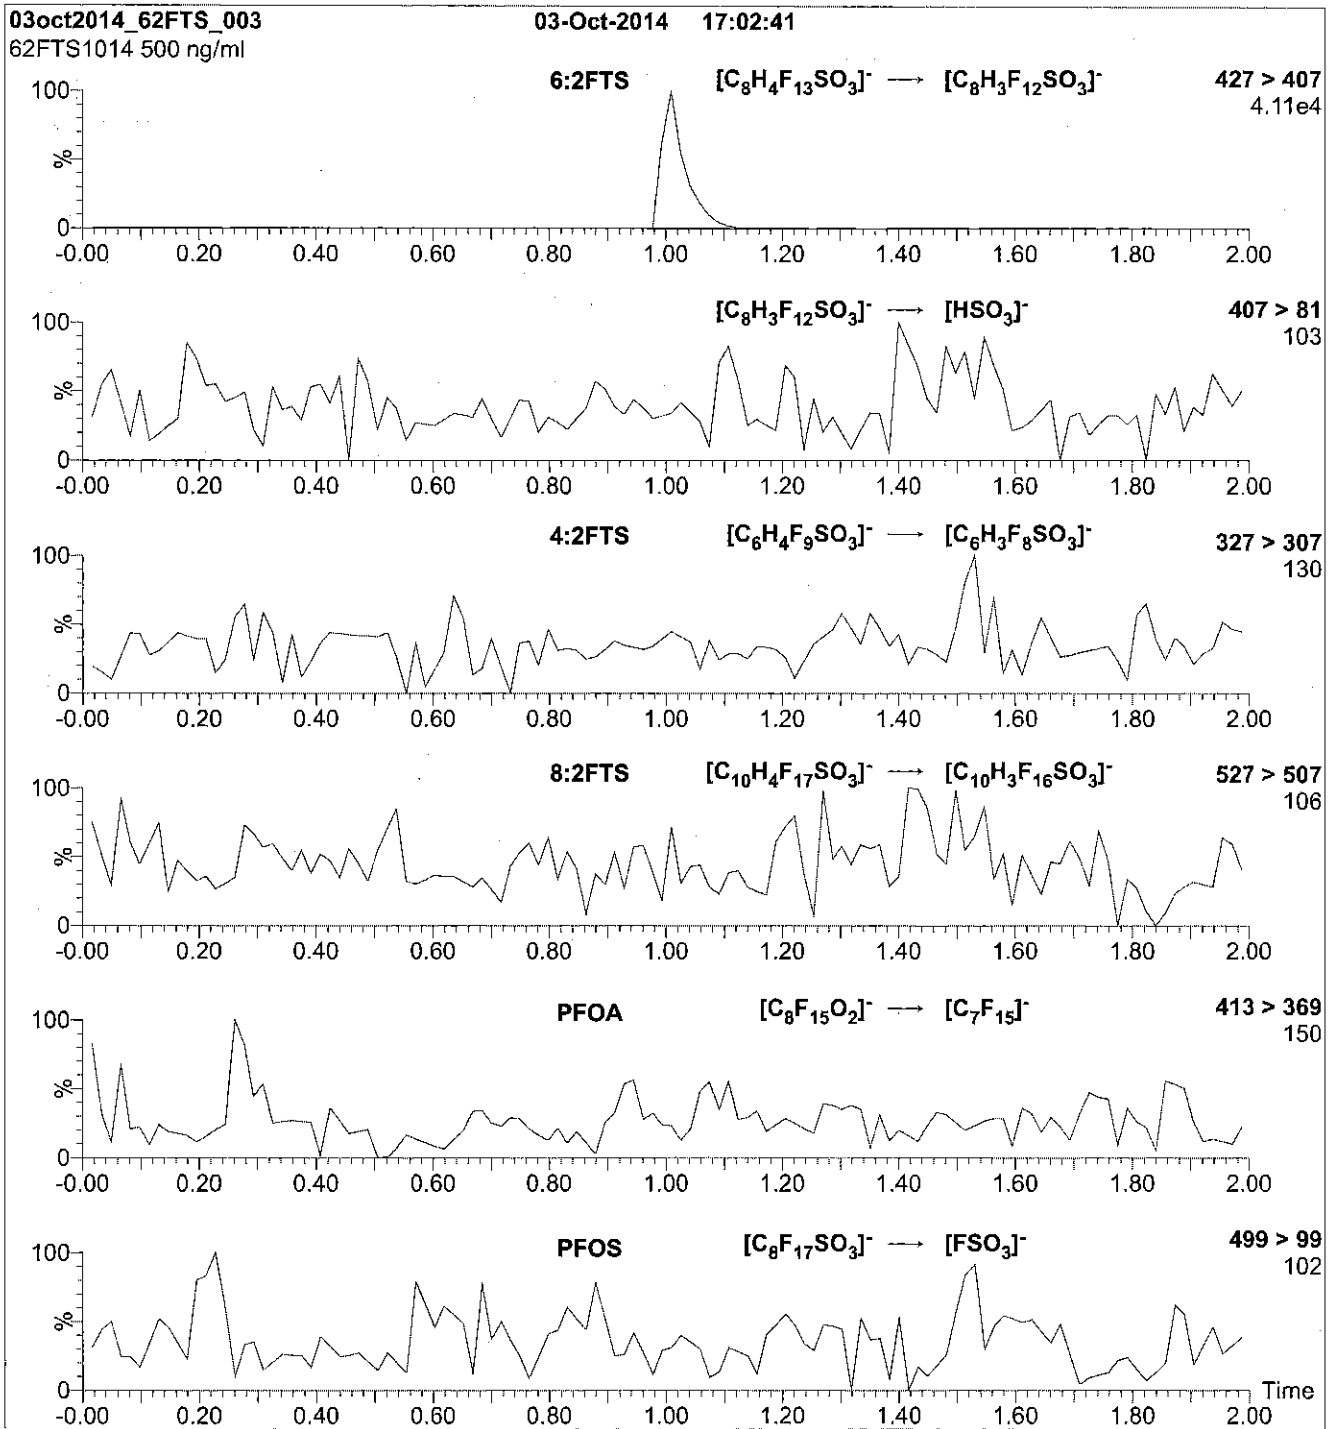 03oct2014_62FTS_003 03-Oct-2014 17:02:41
62FTS1014 500 ng/ml
6:2FTS [C8H4F13SO3]- → [C8H3F12SO3]- 427 > 407
4.11e4
100
%
0
-0.00 0.20 0.40 0.60 0.80 1.00 1.20 1.40 1.60 1.80 2.00
[C8H3F12SO3]- → [HSO3]- 407 > 81
103
100
%
0
-0.00 0.20 0.40 0.60 0.80 1.00 1.20 1.40 1.60 1.80 2.00
4:2FTS [C6H4F9SO3]- → [C6H3F8SO3]- 327 > 307
130
100
%
0
-0.00 0.20 0.40 0.60 0.80 1.00 1.20 1.40 1.60 1.80 2.00
8:2FTS [C10H4F17SO3]- → [C10H3F16SO3]- 527 > 507
106
100
%
0
-0.00 0.20 0.40 0.60 0.80 1.00 1.20 1.40 1.60 1.80 2.00
PFOA [C8F15O2]- → [C7F15]- 413 > 369
150
100
%
0
-0.00 0.20 0.40 0.60 0.80 1.00 1.20 1.40 1.60 1.80 2.00
PFOS [C8F17SO3]- → [FSO3]- 499 > 99
102
100
%
0
Time
-0.00 0.20 0.40 0.60 0.80 1.00 1.20 1.40 1.60 1.80 2.00